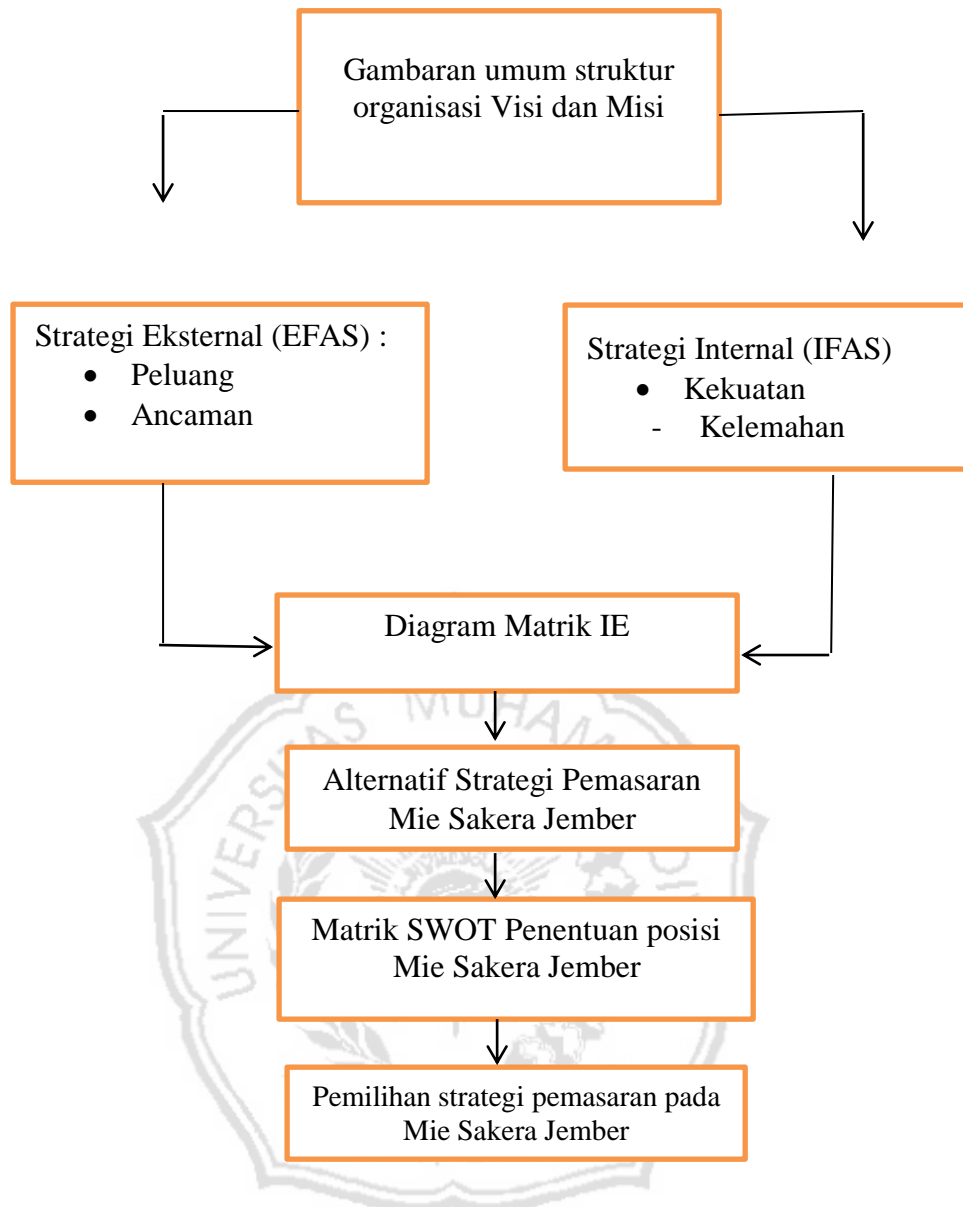 Gambaran umum struktur
organisasi Visi dan Misi
Strategi Eksternal (EFAS) :
• Peluang
• Ancaman
Strategi Internal (IFAS)
• Kekuatan
- Kelemahan
Diagram Matrik IE
Alternatif Strategi Pemasaran
Mie Sakera Jember
Matrik SWOT Penentuan posisi
Mie Sakera Jember
Pemilihan strategi pemasaran pada
Mie Sakera Jember